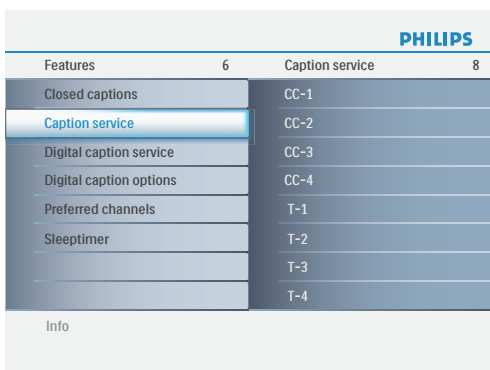 PHILIPS
Features 6 Caption service 8
Closed captions CC-1
Caption service CC-2
Digital caption service CC-3
Digital caption options CC-4
Preferred channels T-1
Sleeptimer T-2
T-3
T-4
Info